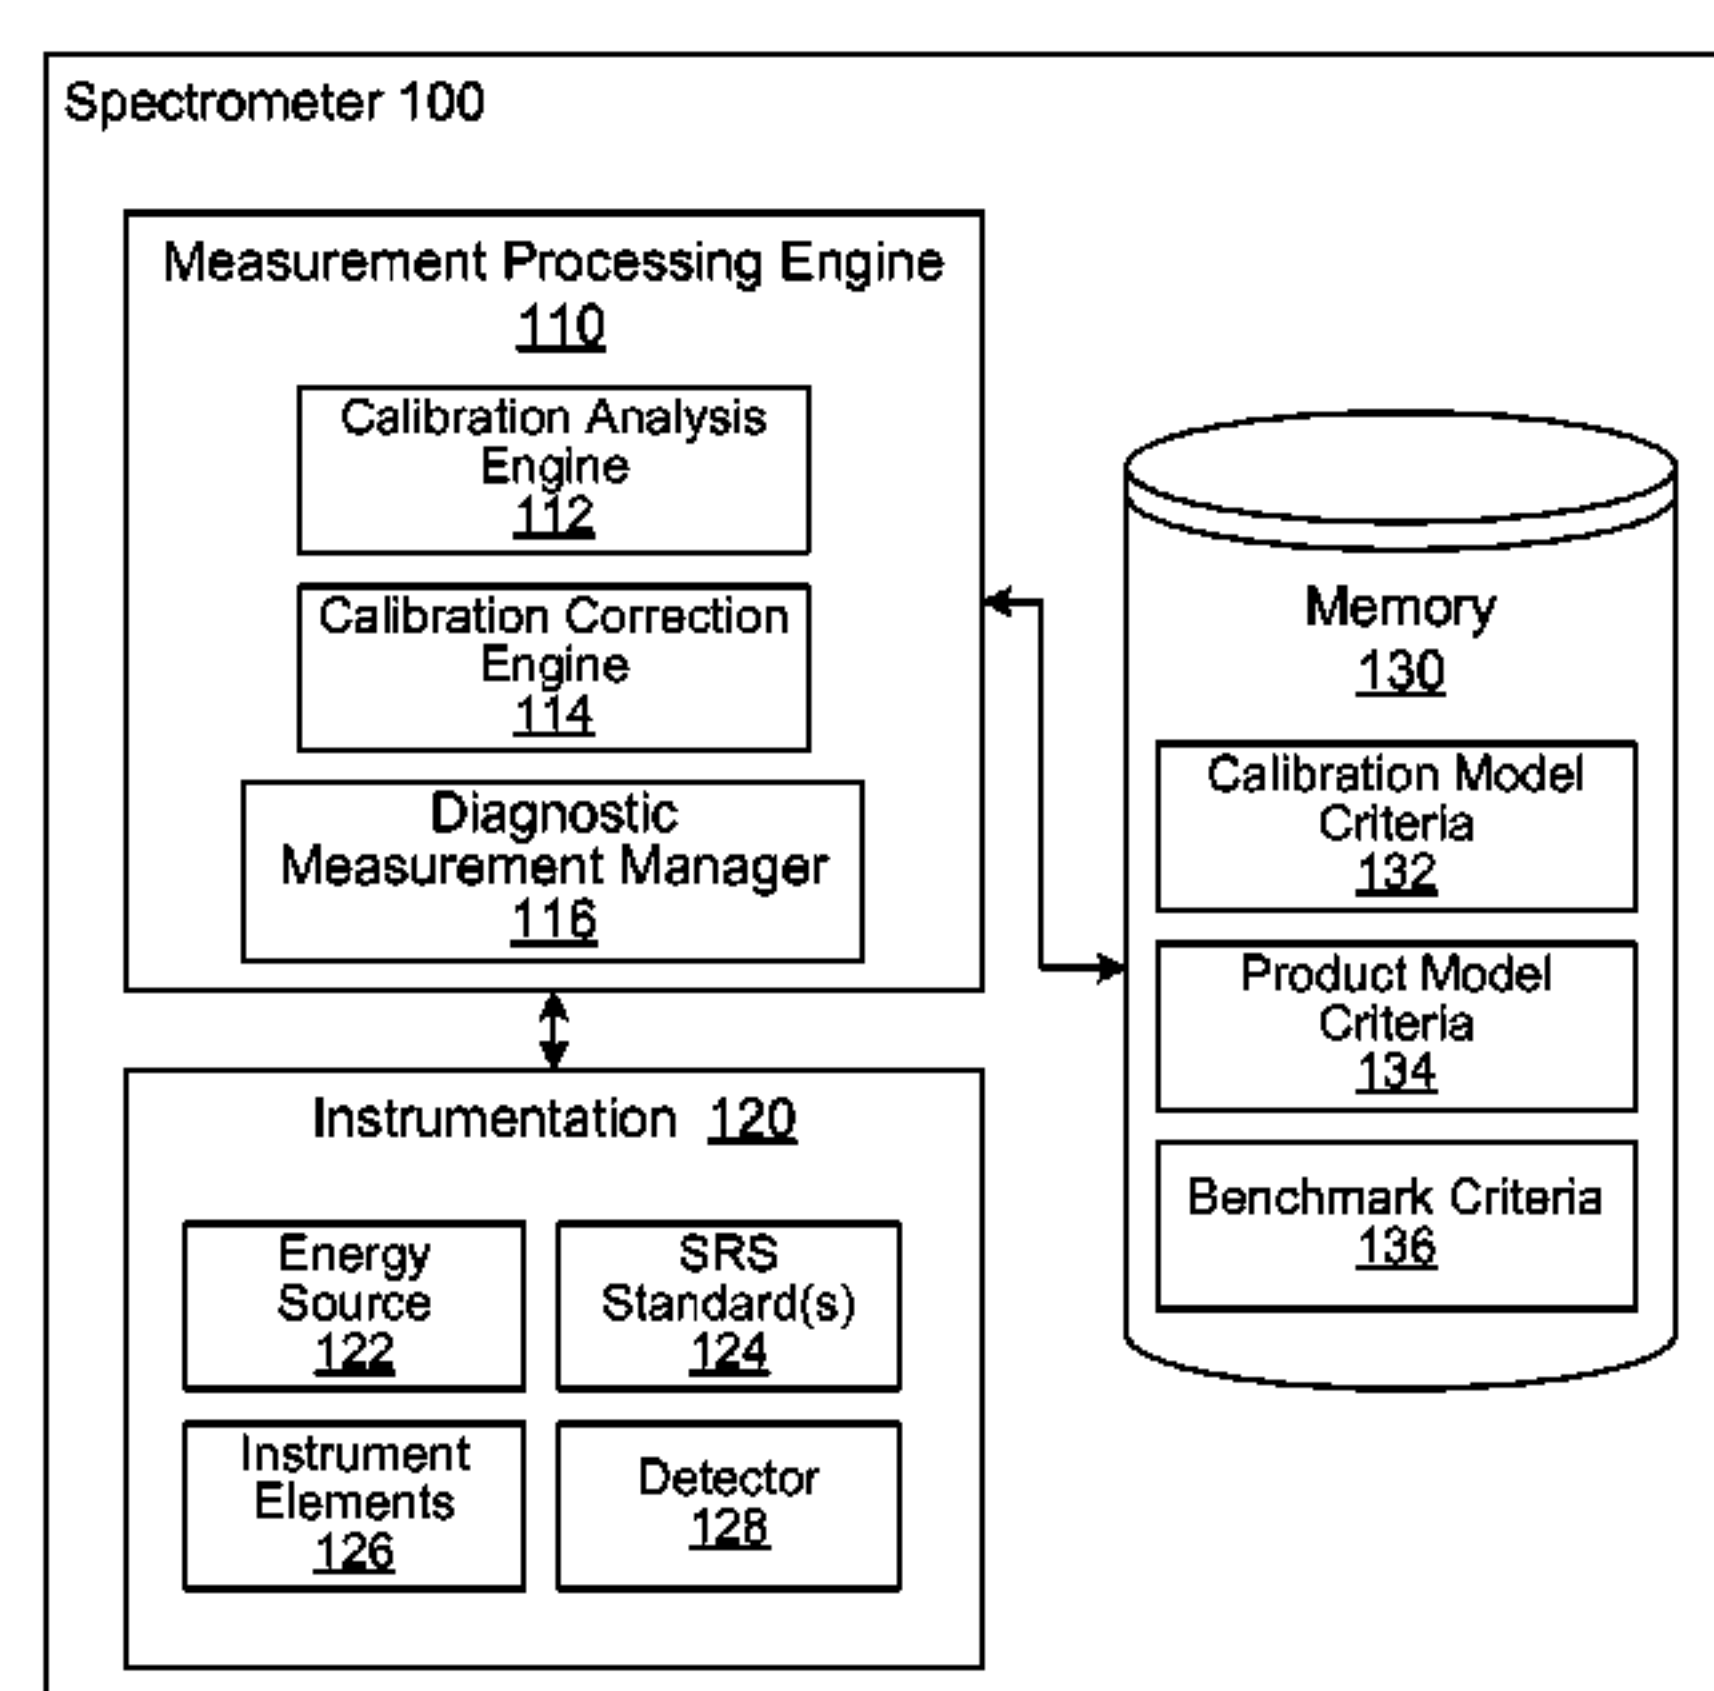 Spectrometer 100
Measurement Processing Engine
110
Calibration Analysis
Engine
112
Calibration Correction
Engine
114
Diagnostic
Measurement Manager
116
Instrumentation 120
Energy
Source
122
SRS
Standard(s)
124
Instrument
Elements
126
Detector
128
Memory
130
Calibration Model
Criteria
132
Product Model
Criteria
134
Benchmark Criteria
136